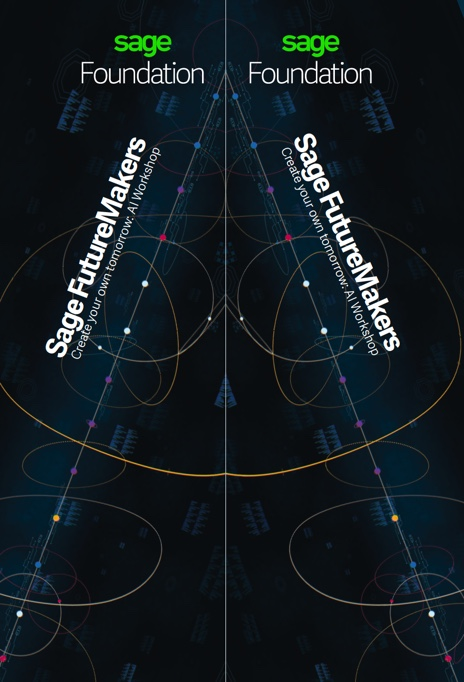 sage
Foundation
Sage FutureMakers
Create your own tomorrow: AI Workshop
sage
Foundation
Sage FutureMakers
Create your own tomorrow: AI Workshop